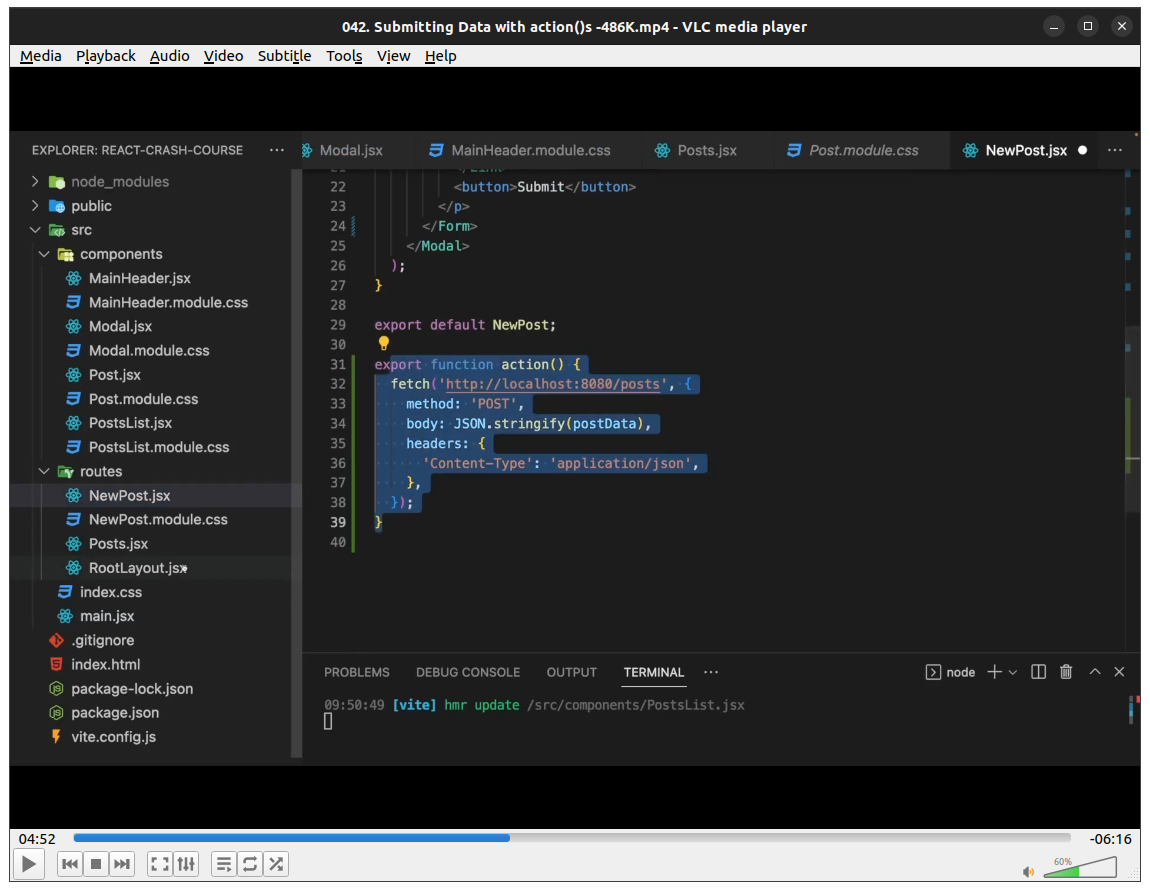 042. Submitting Data with action()s -486K.mp4 - VLC media player
Media Playback Audio Video Subtitle Tools View Help
EXPLORER: REACT-CRASH-COURSE ···
Modal.jsx MainHeader.module.css Posts.jsx Post.module.css NewPost.jsx ···
node_modules
public
src
components
MainHeader.jsx
MainHeader.module.css
Modal.jsx
Modal.module.css
Post.jsx
Post.module.css
PostsList.jsx
PostsList.module.css
routes
NewPost.jsx
NewPost.module.css
Posts.jsx
RootLayout.jsx
index.css
main.jsx
.gitignore
index.html
package-lock.json
package.json
vite.config.js
21 </Link>
22 <button>Submit</button>
23 </p>
24 </Form>
25 </Modal>
26 );
27 }
28
29 export default NewPost;
30
31 export function action() {
32 fetch('http://localhost:8080/posts', {
33 method: 'POST',
34 body: JSON.stringify(postData),
35 headers: {
36 'Content-Type': 'application/json',
37 },
38 });
39 }
40
PROBLEMS DEBUG CONSOLE OUTPUT TERMINAL ··· node
09:50:49 [vite] hmr update /src/components/PostsList.jsx
04:52 -06:16
60%